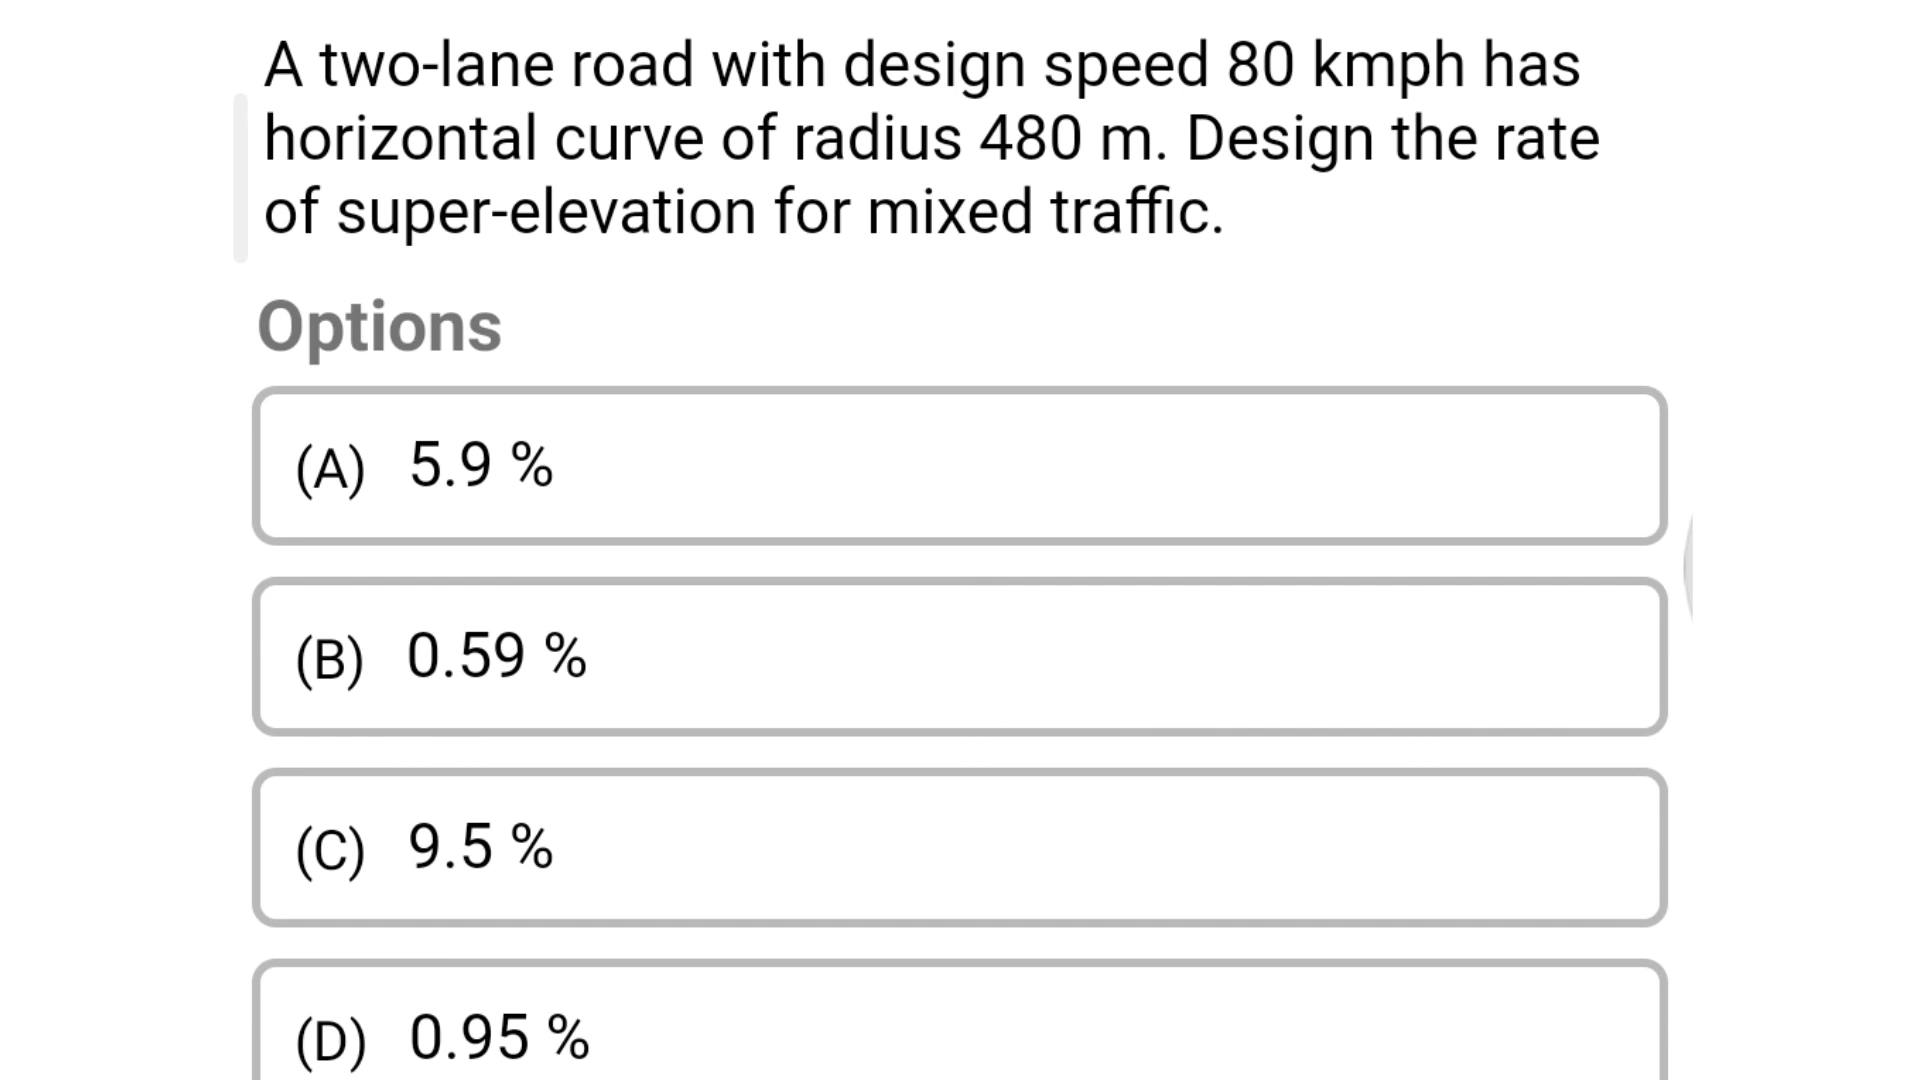 A two-lane road with design speed 80 kmph has
horizontal curve of radius 480 m. Design the rate
of super-elevation for mixed traffic.
Options
(A) 5.9 %
(B) 0.59 %
(C) 9.5 %
(D) 0.95 %